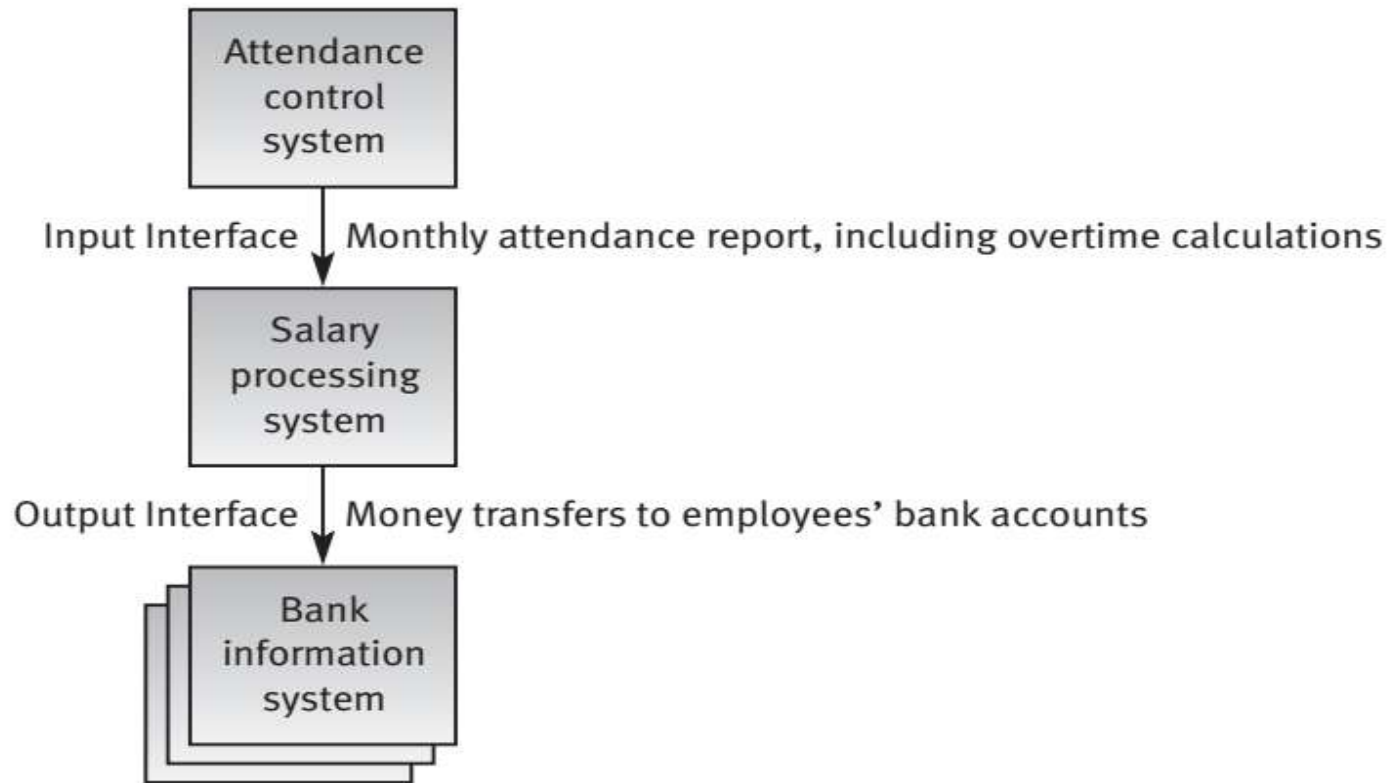 Attendance
control
system
Input Interface
Monthly attendance report, including overtime calculations
Salary
processing
system
Output Interface
Money transfers to employees’ bank accounts
Bank
information
system